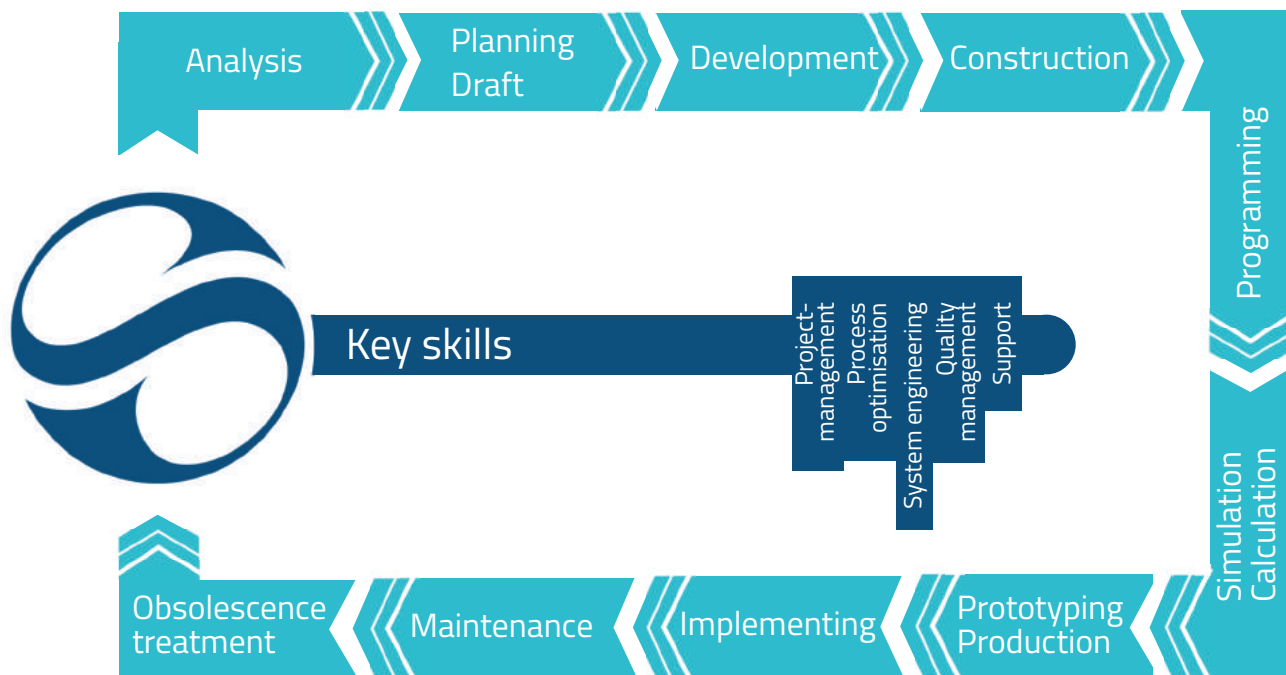 Analysis
Planning
Draft
Development
Construction
Programming
Simulation
Calculation
Prototyping
Production
Implementing
Maintenance
Obsolescence
treatment
Key skills
Project-
management
Process
optimisation
System engineering
Quality
management
Support